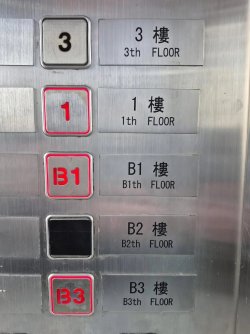 3
3 樓
3th FLOOR
1
1 樓
1th FLOOR
B1
B1 樓
B1th FLOOR
B2 樓
B2th FLOOR
B3
B3 樓
B3th FLOOR